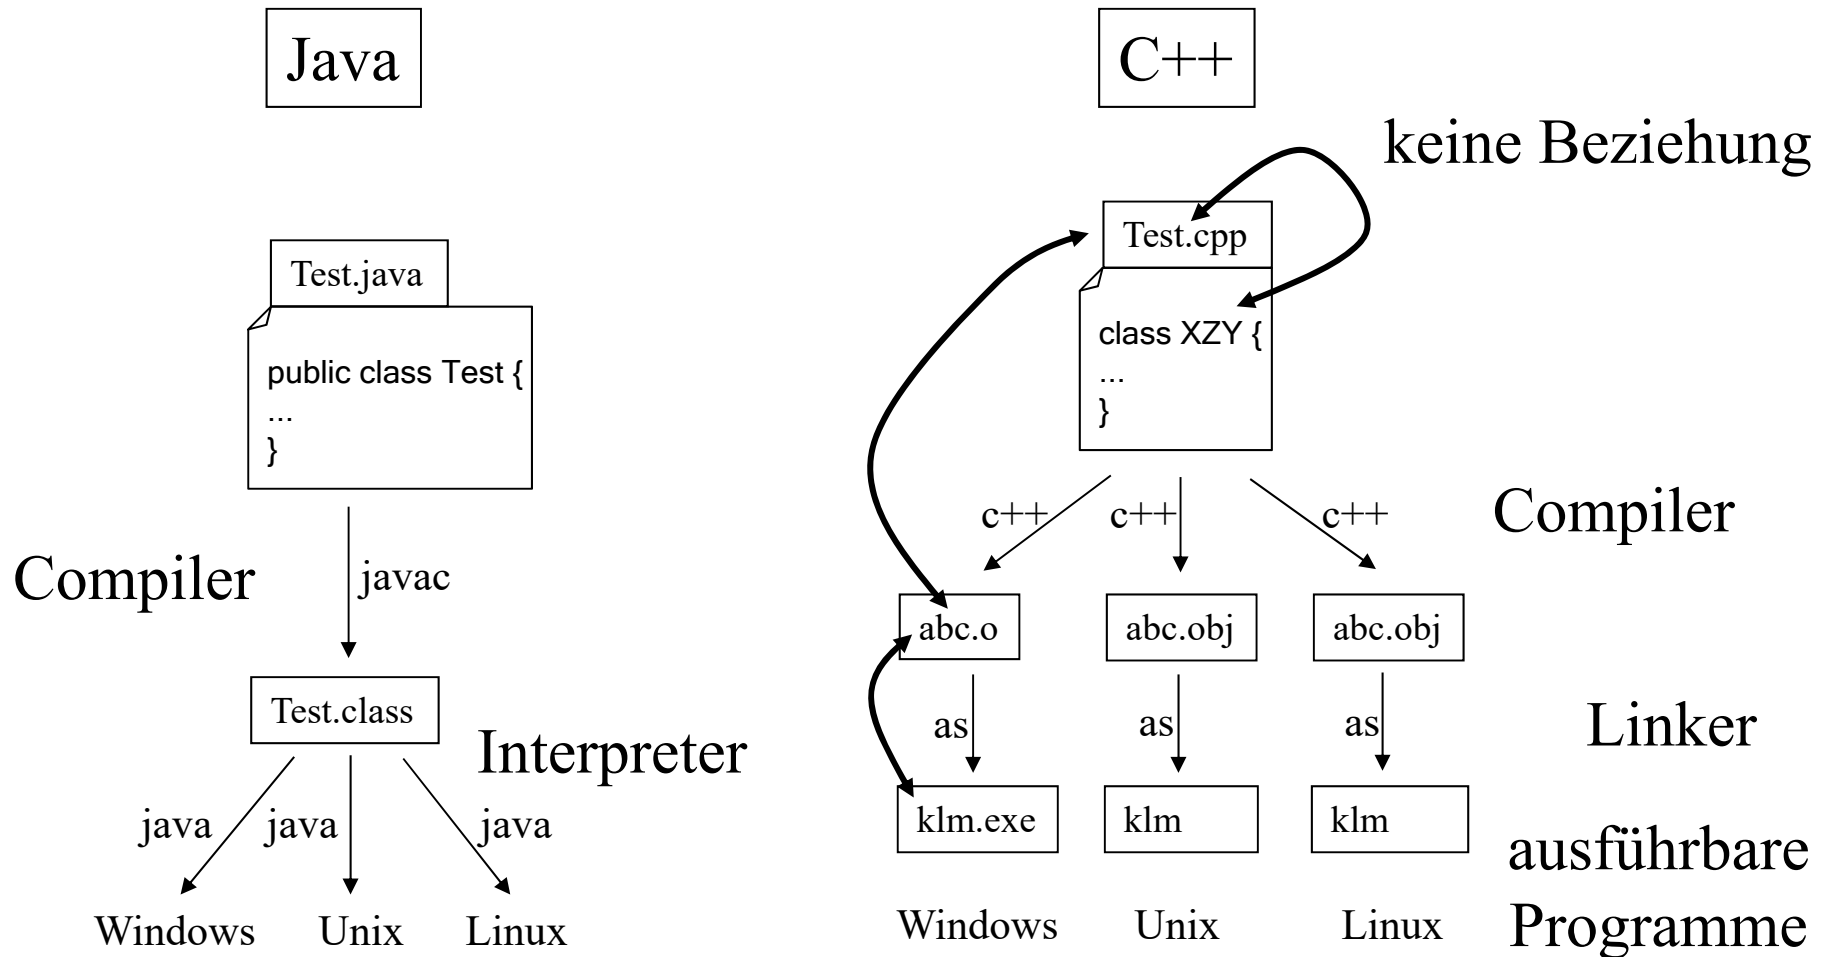 Java
Test.java
public class Test {
...
}
Compiler
javac
Test.class
Interpreter
java java java
Windows Unix Linux
C++
keine Beziehung
Test.cpp
class XZY {
...
}
c++ c++ c++
Compiler
abc.o abc.obj abc.obj
as as as
Linker
klm.exe klm klm
ausführbare
Programme
Windows Unix Linux